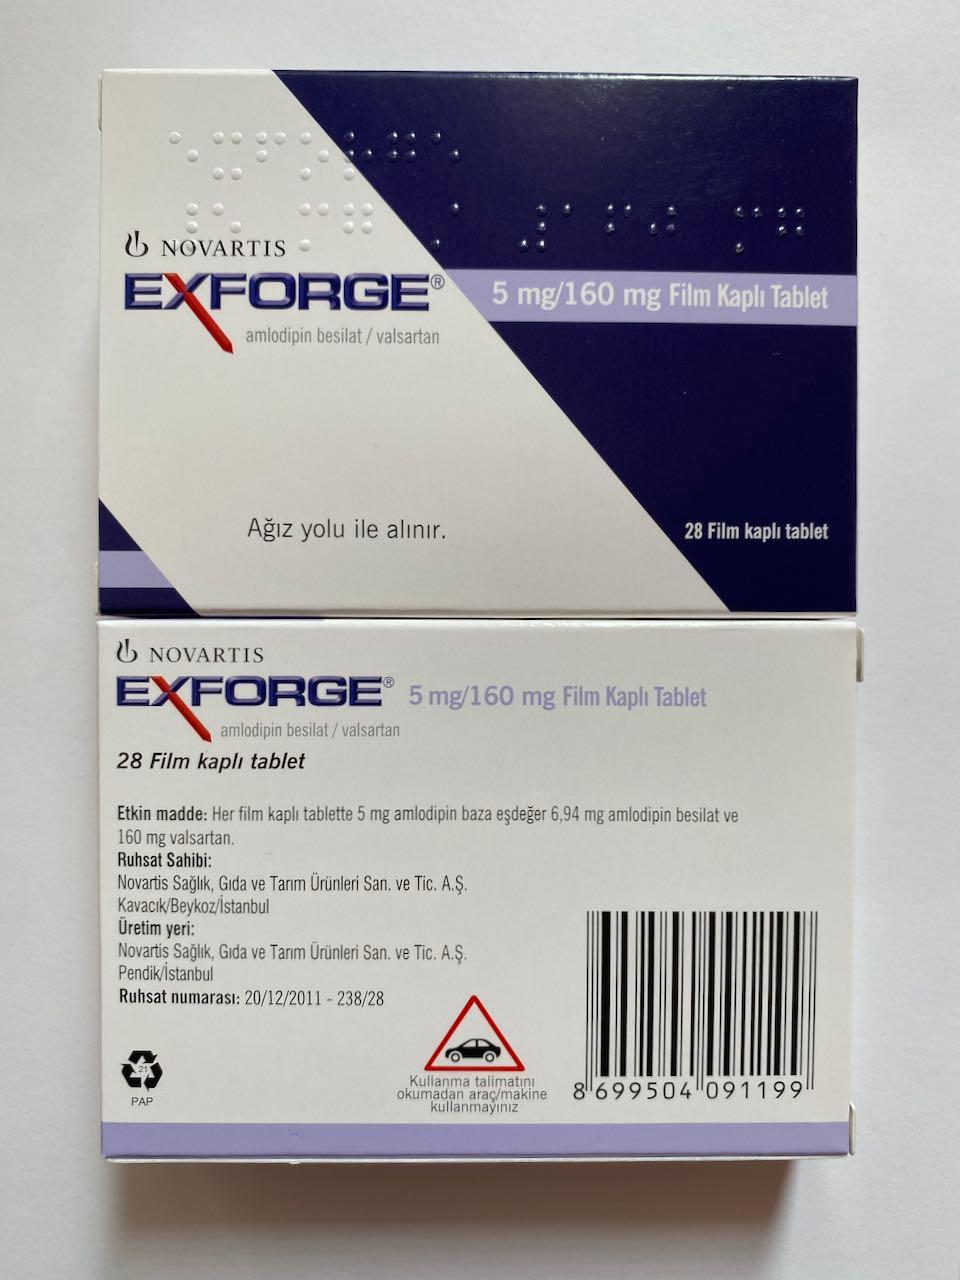 NOVARTIS
EXFORGE® 5 mg/160 mg Film Kaplı Tablet
amlodipin besilat / valsartan
Ağız yolu ile alınır.
28 Film kaplı tablet
NOVARTIS
EXFORGE® 5 mg/160 mg Film Kaplı Tablet
amlodipin besilat / valsartan
28 Film kaplı tablet
Etkin madde: Her film kaplı tablette 5 mg amlodipin baza eşdeğer 6,94 mg amlodipin besilat ve
160 mg valsartan.
Ruhsat Sahibi:
Novartis Sağlık, Gıda ve Tarım Ürünleri San. ve Tic. A.Ş.
Kavacık/Beykoz/İstanbul
Üretim yeri:
Novartis Sağlık, Gıda ve Tarım Ürünleri San. ve Tic. A.Ş.
Pendik/İstanbul
Ruhsat numarası: 20/12/2011 - 238/28
21
PAP
Kullanma talimatını
okumadan araç/makine
kullanmayınız
8 699504 091199